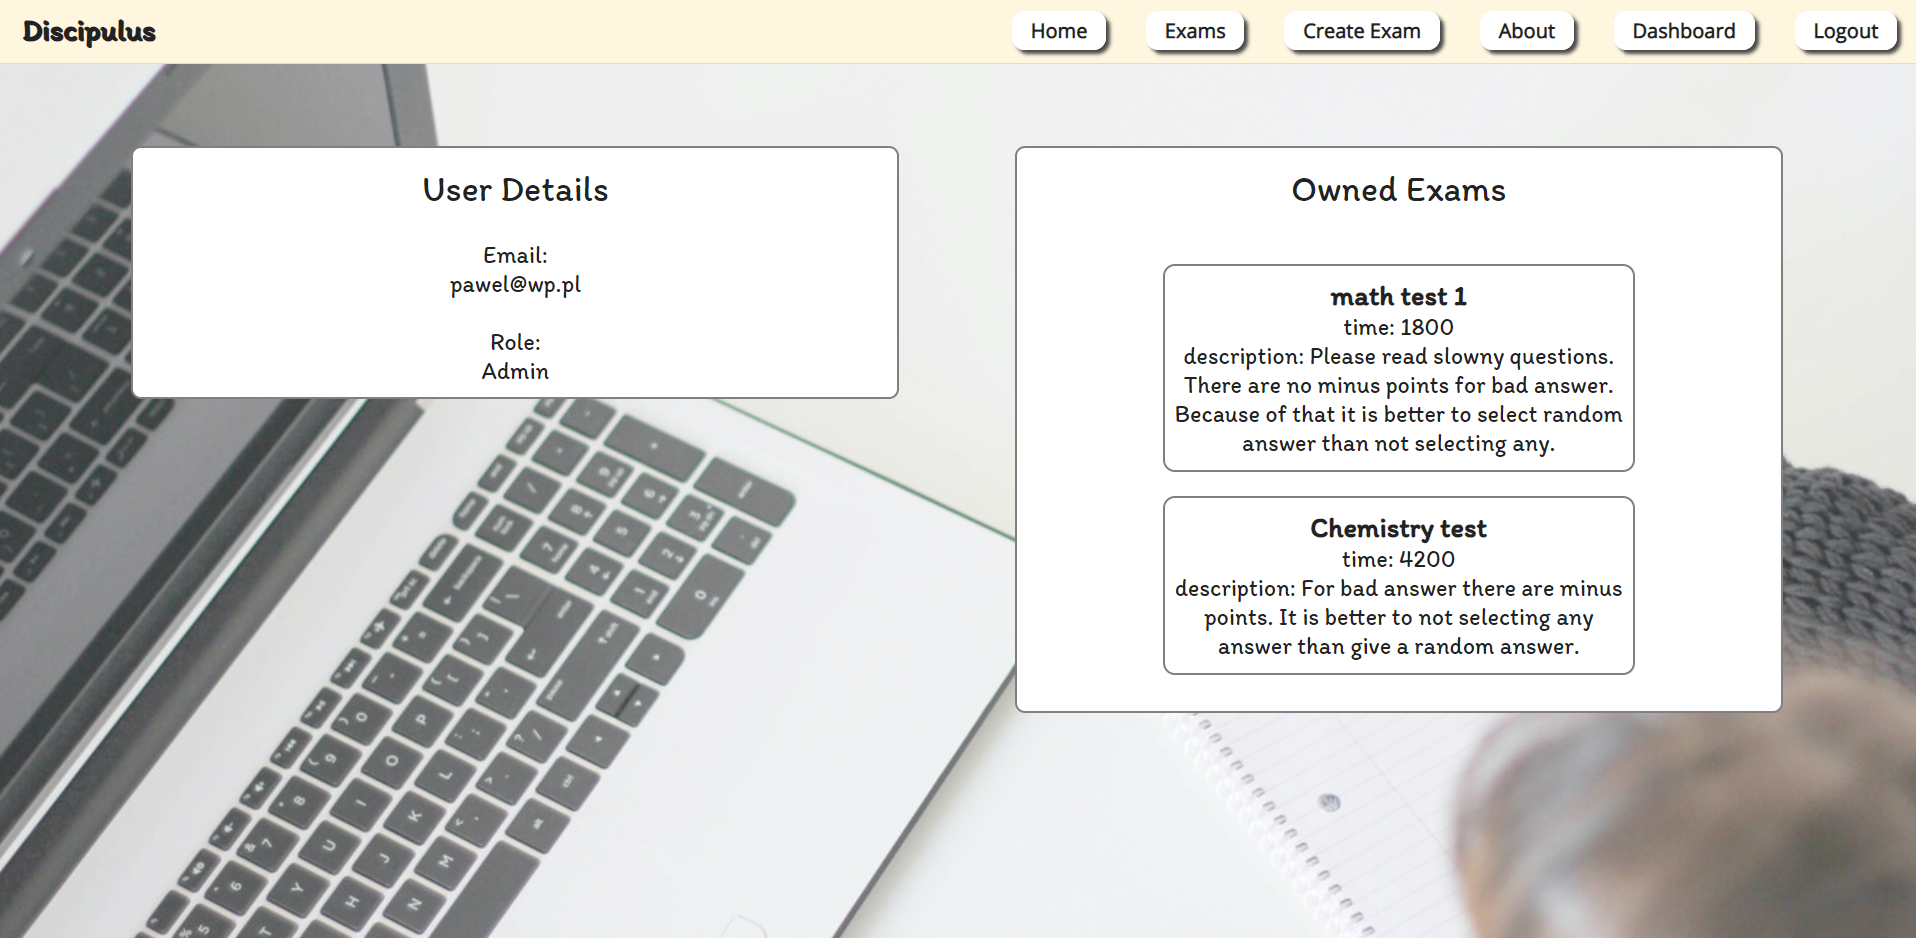 Discipulus
Home
Exams
Create Exam
About
Dashboard
Logout
User Details
Email:
pawel@wp.pl
Role:
Admin
Owned Exams
math test 1
time: 1800
description: Please read slowny questions.
There are no minus points for bad answer.
Because of that it is better to select random
answer than not selecting any.
Chemistry test
time: 4200
description: For bad answer there are minus
points. It is better to not selecting any
answer than give a random answer.